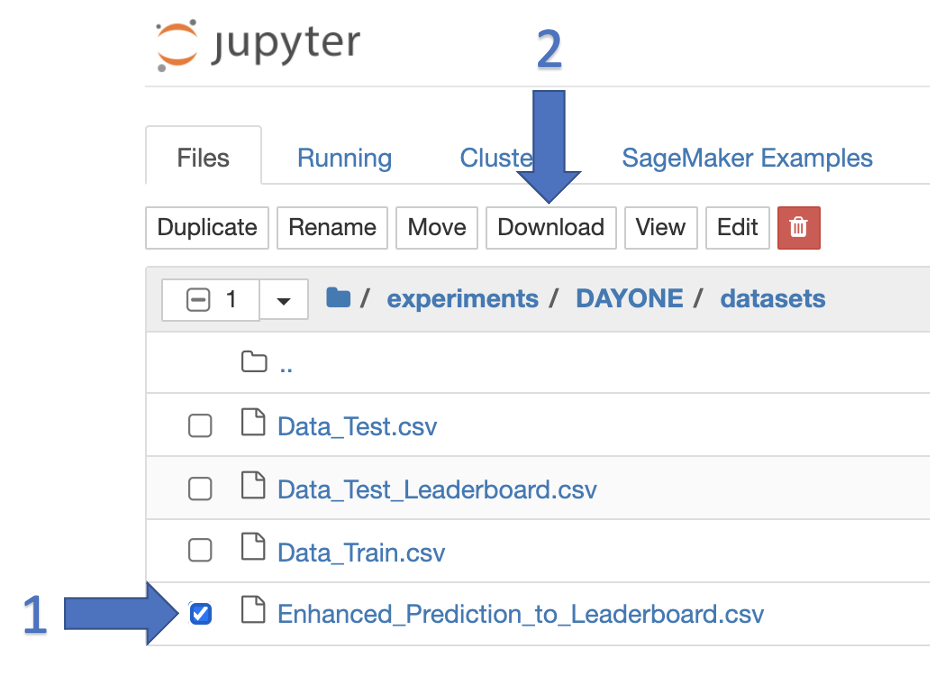 jupyter
2
Files Running Cluste SageMaker Examples
Duplicate Rename Move Download View Edit
1 / experiments / DAYONE / datasets
..
Data_Test.csv
Data_Test_Leaderboard.csv
Data_Train.csv
1 Enhanced_Prediction_to_Leaderboard.csv